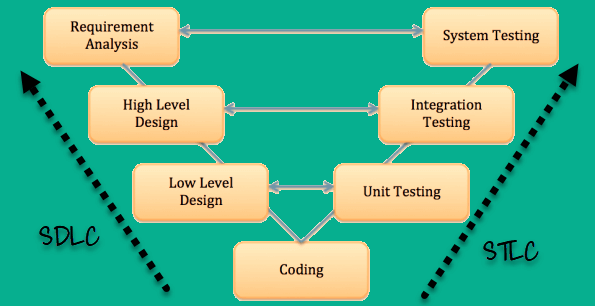 Requirement
Analysis
System Testing
High Level
Design
Integration
Testing
Low Level
Design
Unit Testing
SDLC
STLC
Coding